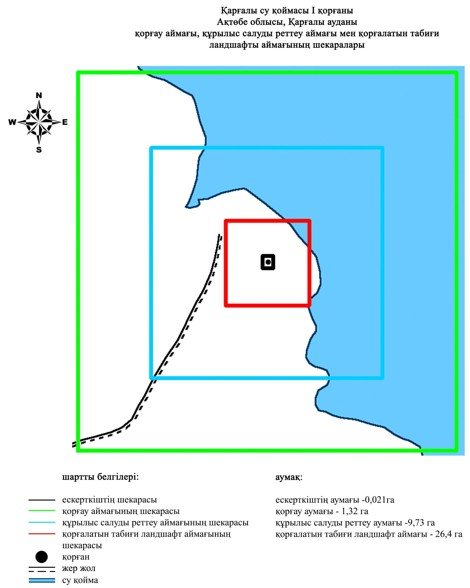 Қарғалы су қоймасы I қорғаны
Ақтөбе облысы, Қарғалы ауданы
қорғау аймағы, құрылыс салуды реттеу аймағы мен қорғалатын табиғи
ландшафты аймағының шекаралары
N
W
E
S
шартты белгілері:
ескерткіштің шекарасы
қорғау аймағының шекарасы
құрылыс салуды реттеу аймағының шекарасы
қорғалатын табиғи ландшафт аймағының
шекарасы
қорған
жер жол
су қойма
аумақ:
ескерткіштің аумағы -0,021га
қорғау аумағы - 1,32 га
құрылыс салуды реттеу аумағы -9,73 га
қорғалатын табиғи ландшафт аймағы - 26,4 га